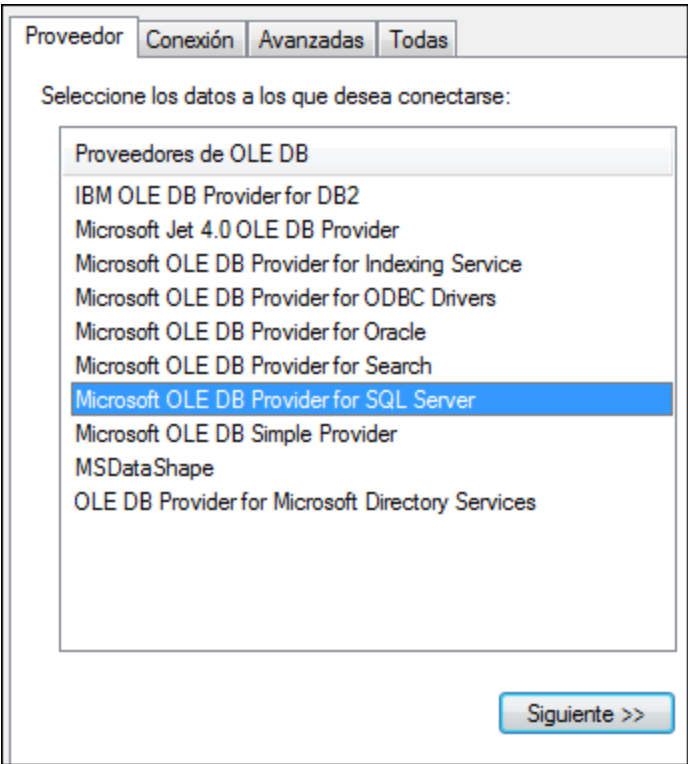 Proveedor Conexión Avanzadas Todas
Seleccione los datos a los que desea conectarse:
Proveedores de OLE DB
IBM OLE DB Provider for DB2
Microsoft Jet 4.0 OLE DB Provider
Microsoft OLE DB Provider for Indexing Service
Microsoft OLE DB Provider for ODBC Drivers
Microsoft OLE DB Provider for Oracle
Microsoft OLE DB Provider for Search
Microsoft OLE DB Provider for SQL Server
Microsoft OLE DB Simple Provider
MSDataShape
OLE DB Provider for Microsoft Directory Services
Siguiente >>